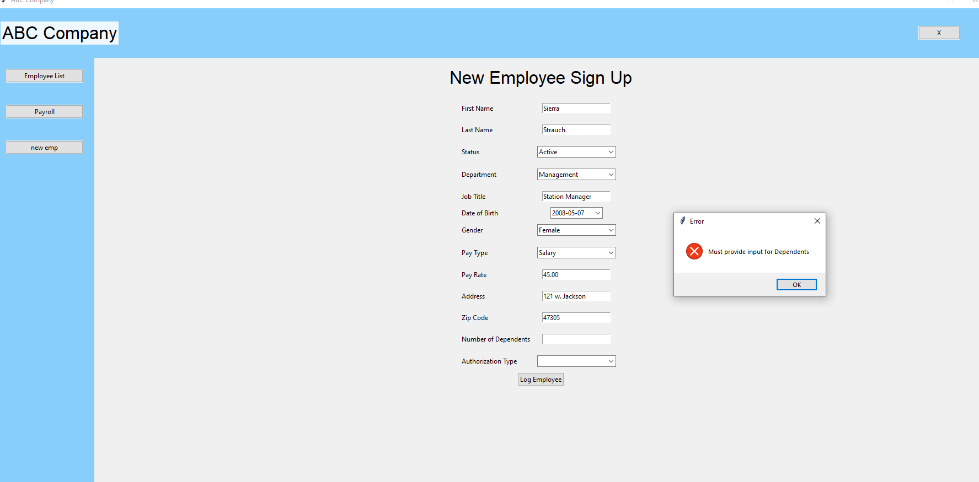 ABC Company
ABC Company
X
Employee List
Payroll
new emp
New Employee Sign Up
First Name Sierra
Last Name Strauch
Status Active
Department Management
Job Title Station Manager
Date of Birth 2008-05-07
Gender Female
Pay Type Salary
Pay Rate 45.00
Address 121 w. Jackson
Zip Code 47305
Number of Dependents
Authorization Type
Log Employee
Error
Must provide input for Dependents
OK